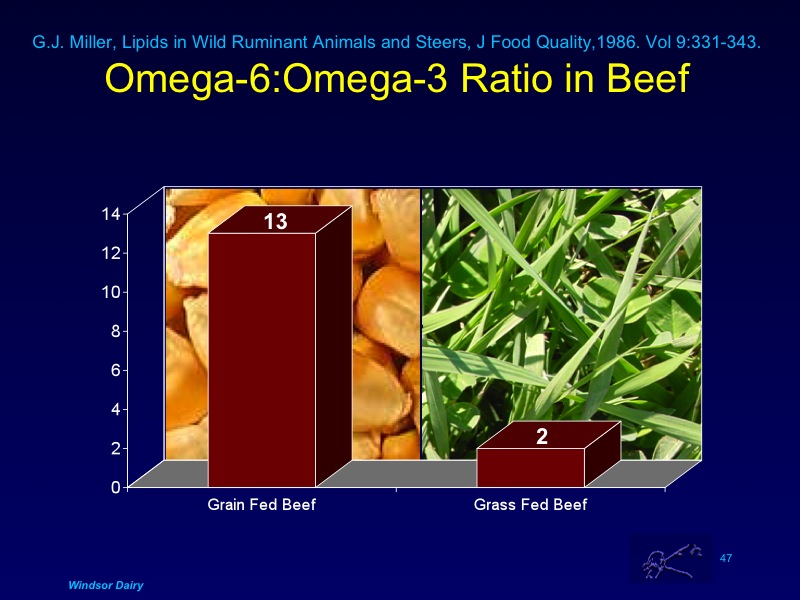 G.J. Miller, Lipids in Wild Ruminant Animals and Steers, J Food Quality,1986. Vol 9:331-343.
Omega-6:Omega-3 Ratio in Beef
14
12
10
8
6
4
2
0
13
2
Grain Fed Beef
Grass Fed Beef
47
Windsor Dairy